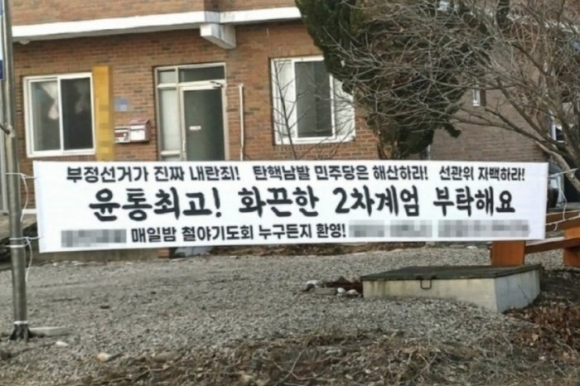 부정선거가 진짜 내란죄! 탄핵남발 민주당은 해산하라! 선관위 자백하라!
윤통최고! 화끈한 2차계엄 부탁해요
매일밤 철야기도회 누구든지 환영!